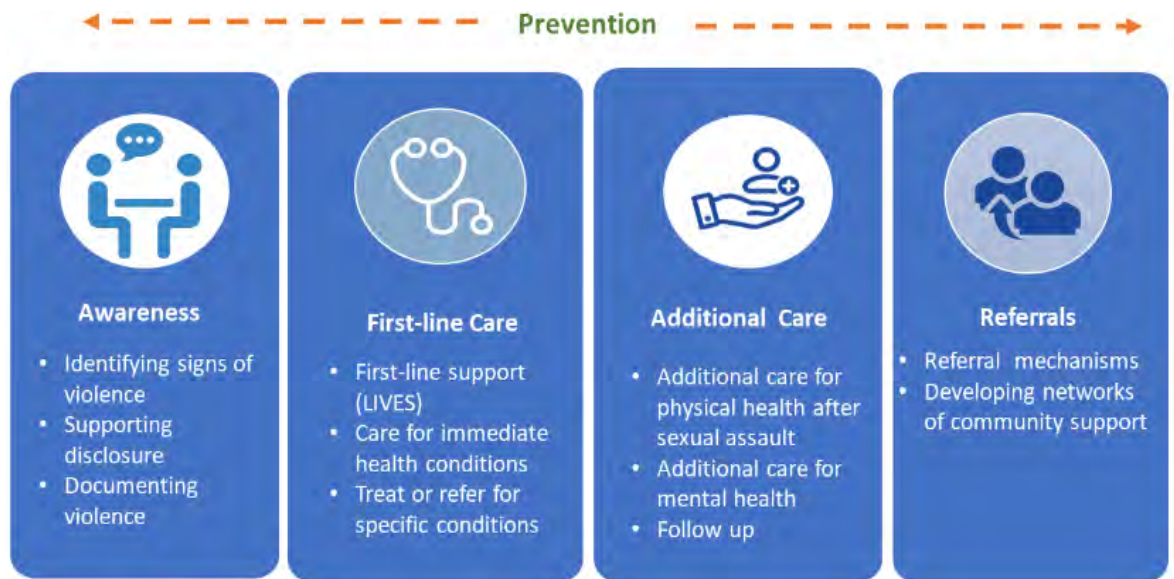 Prevention
Awareness
• Identifying signs of
violence
• Supporting
disclosure
• Documenting
violence
First-line Care
• First-line support
(LIVES)
• Care for immediate
health conditions
• Treat or refer for
specific conditions
Additional Care
• Additional care for
physical health after
sexual assault
• Additional care for
mental health
• Follow up
Referrals
• Referral mechanisms
• Developing networks
of community support